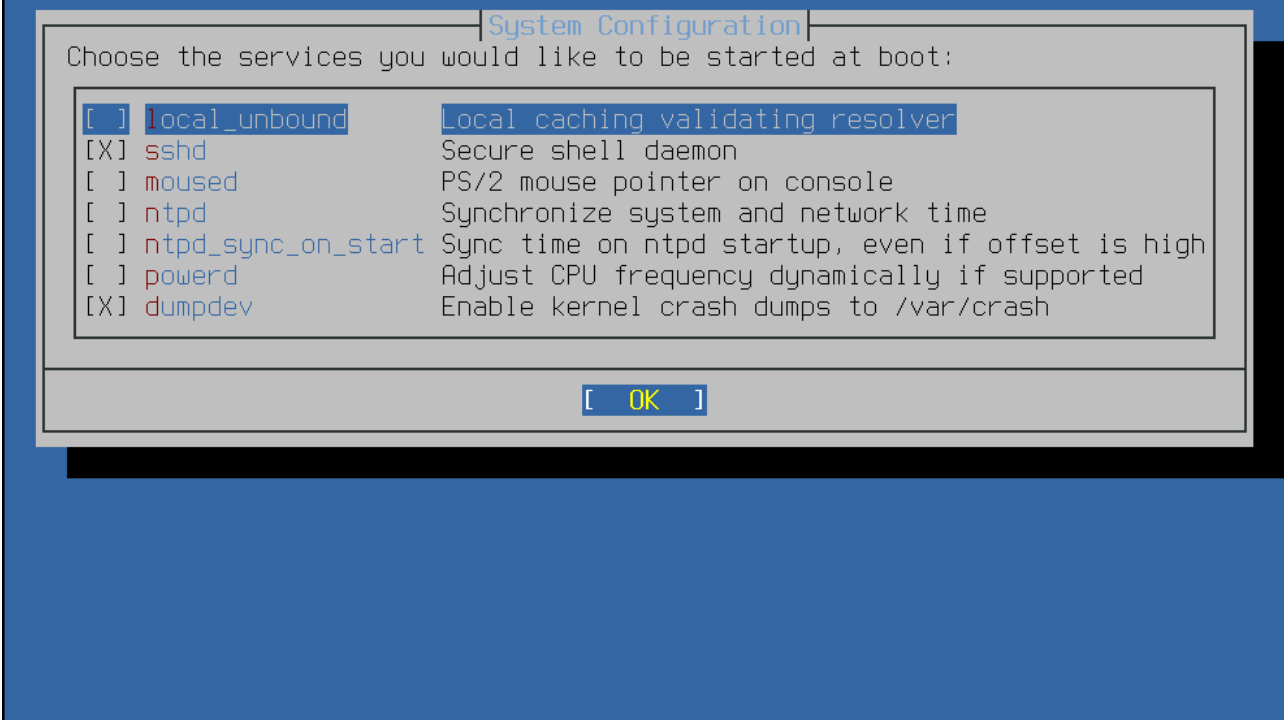 System Configuration
Choose the services you would like to be started at boot:
[ ] local_unbound Local caching validating resolver
[X] sshd Secure shell daemon
[ ] moused PS/2 mouse pointer on console
[ ] ntpd Synchronize system and network time
[ ] ntpd_sync_on_start Sync time on ntpd startup, even if offset is high
[ ] powerd Adjust CPU frequency dynamically if supported
[X] dumpdev Enable kernel crash dumps to /var/crash
[ OK ]